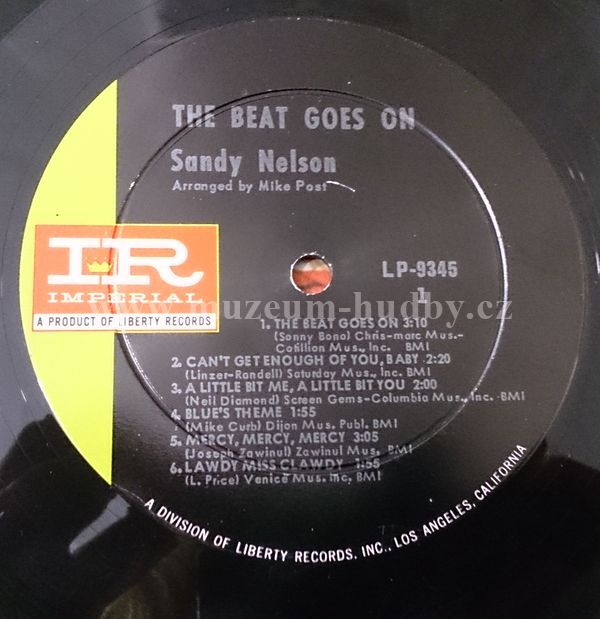 THE BEAT GOES ON
Sandy Nelson
Arranged by Mike Post
IR
IMPERIAL
A PRODUCT OF LIBERTY RECORDS
LP-9345
1
www.muzeum-hudby.cz
1. THE BEAT GOES ON 3:10
(Sonny Bono) Chris-marc Mus.-
Cotillion Mus., Inc. BMI
2. CAN'T GET ENOUGH OF YOU, BABY 2:20
(Linzer-Randell) Saturday Mus., Inc. BMI
3. A LITTLE BIT ME, A LITTLE BIT YOU 2:00
(Neil Diamond) Screen Gems-Columbia Mus., Inc. BMI
4. BLUE'S THEME 1:55
(Mike Curb) Dijon Mus. Publ. BMI
5. MERCY, MERCY, MERCY 3:05
(Joseph Zawinul) Zawinul Mus. BMI
6. LAWDY MISS CLAWDY 1:55
(L. Price) Venice Mus. Inc, BMI
A DIVISION OF LIBERTY RECORDS, INC., LOS ANGELES, CALIFORNIA